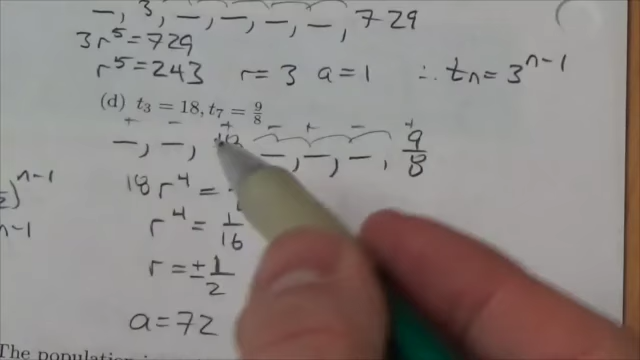 —, 3, —, —, —, —, 729
3r⁵ = 729
r⁵ = 243 r = 3 a = 1 ∴ tn = 3^(n-1)
(d) t₃ = 18, t₇ = 9/8
+ − + − + − +
—, —, 18, —, —, —, 9/8
)^(n-1) 18r⁴ =
n-1 r⁴ = 1/16
r = ±1/2
a = 72
The population